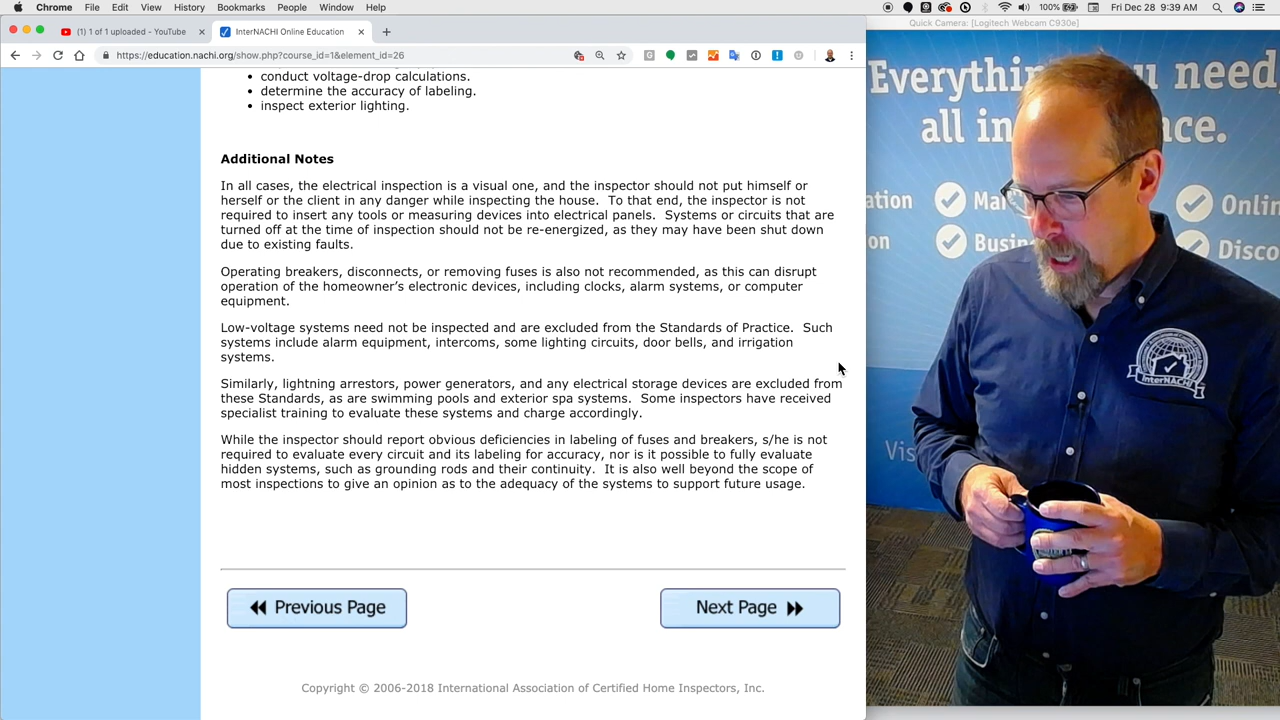 Chrome File Edit View History Bookmarks People Window Help
100% Fri Dec 28 9:39 AM
(1) 1 of 1 uploaded - YouTube
InterNACHI Online Education
Quick Camera: [Logitech Webcam C930e]
https://education.nachi.org/show.php?course_id=1&element_id=26
conduct voltage-drop calculations.
determine the accuracy of labeling.
inspect exterior lighting.
Additional Notes
In all cases, the electrical inspection is a visual one, and the inspector should not put himself or
herself or the client in any danger while inspecting the house. To that end, the inspector is not
required to insert any tools or measuring devices into electrical panels. Systems or circuits that are
turned off at the time of inspection should not be re-energized, as they may have been shut down
due to existing faults.
Operating breakers, disconnects, or removing fuses is also not recommended, as this can disrupt
operation of the homeowner's electronic devices, including clocks, alarm systems, or computer
equipment.
Low-voltage systems need not be inspected and are excluded from the Standards of Practice. Such
systems include alarm equipment, intercoms, some lighting circuits, door bells, and irrigation
systems.
Similarly, lightning arrestors, power generators, and any electrical storage devices are excluded from
these Standards, as are swimming pools and exterior spa systems. Some inspectors have received
specialist training to evaluate these systems and charge accordingly.
While the inspector should report obvious deficiencies in labeling of fuses and breakers, s/he is not
required to evaluate every circuit and its labeling for accuracy, nor is it possible to fully evaluate
hidden systems, such as grounding rods and their continuity. It is also well beyond the scope of
most inspections to give an opinion as to the adequacy of the systems to support future usage.
Previous Page
Next Page
Copyright © 2006-2018 International Association of Certified Home Inspectors, Inc.
Everythin u need,
all in ce.
ation Ma Onlin
on Busin Disco
Vis
InterNACHI